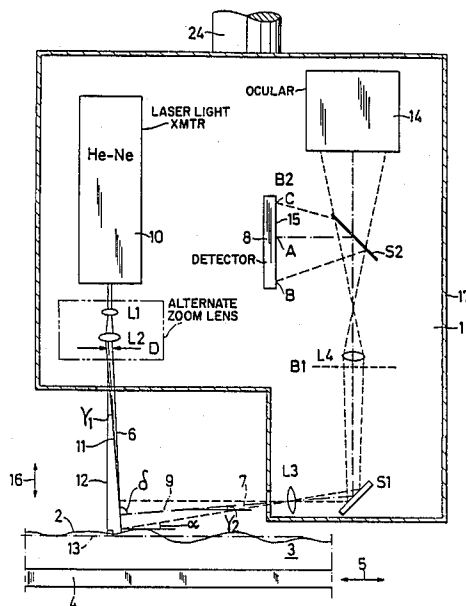 24
OCULAR
14
LASER LIGHT
XMTR
He-Ne
10
B2
C
15
8
A
S2
DETECTOR
B
17
1
ALTERNATE
ZOOM LENS
L1
L2
D
L4
B1
γ1
6
11
16
12
δ
9
7
L3
S1
γ2
α
2
13
3
4
5